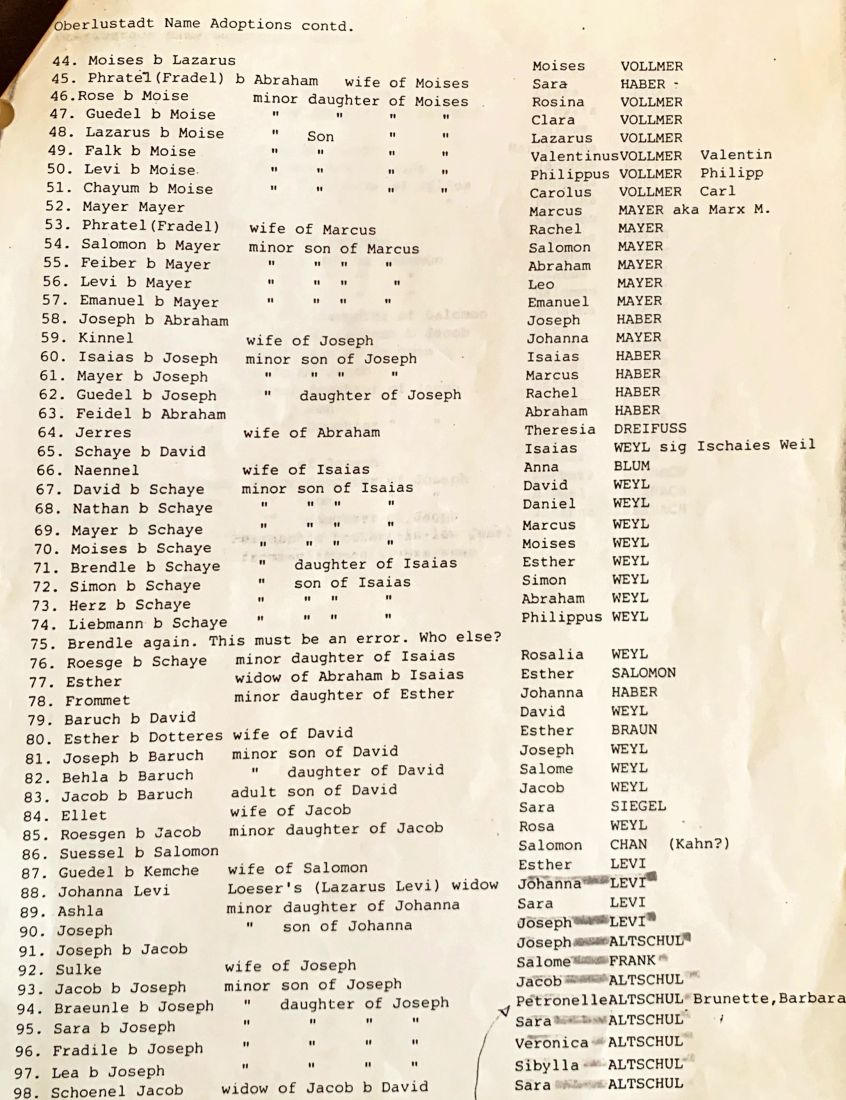 Oberlustadt Name Adoptions contd.
44. Moises b Lazarus Moises VOLLMER
45. Phratel(Fradel) b Abraham wife of Moises Sara HABER -
46.Rose b Moise minor daughter of Moises Rosina VOLLMER
47. Guedel b Moise " " " " Clara VOLLMER
48. Lazarus b Moise " Son " " Lazarus VOLLMER
49. Falk b Moise " " " " ValentinusVOLLMER Valentin
50. Levi b Moise. " " " " Philippus VOLLMER Philipp
51. Chayum b Moise " " " " Carolus VOLLMER Carl
52. Mayer Mayer Marcus MAYER aka Marx M.
53. Phratel(Fradel) wife of Marcus Rachel MAYER
54. Salomon b Mayer minor son of Marcus Salomon MAYER
55. Feiber b Mayer " " " " Abraham MAYER
56. Levi b Mayer " " " " Leo MAYER
57. Emanuel b Mayer " " " " Emanuel MAYER
58. Joseph b Abraham Joseph HABER
59. Kinnel wife of Joseph Johanna MAYER
60. Isaias b Joseph minor son of Joseph Isaias HABER
61. Mayer b Joseph " " " " Marcus HABER
62. Guedel b Joseph " daughter of Joseph Rachel HABER
63. Feidel b Abraham Abraham HABER
64. Jerres wife of Abraham Theresia DREIFUSS
65. Schaye b David Isaias WEYL sig Ischaies Weil
66. Naennel wife of Isaias Anna BLUM
67. David b Schaye minor son of Isaias David WEYL
68. Nathan b Schaye " " " " Daniel WEYL
69. Mayer b Schaye " " " " Marcus WEYL
70. Moises b Schaye " " " " Moises WEYL
71. Brendle b Schaye " daughter of Isaias Esther WEYL
72. Simon b Schaye " son of Isaias Simon WEYL
73. Herz b Schaye " " " " Abraham WEYL
74. Liebmann b Schaye " " " " Philippus WEYL
75. Brendle again. This must be an error. Who else?
76. Roesge b Schaye minor daughter of Isaias Rosalia WEYL
77. Esther widow of Abraham b Isaias Esther SALOMON
78. Frommet minor daughter of Esther Johanna HABER
79. Baruch b David David WEYL
80. Esther b Dotteres wife of David Esther BRAUN
81. Joseph b Baruch minor son of David Joseph WEYL
82. Behla b Baruch " daughter of David Salome WEYL
83. Jacob b Baruch adult son of David Jacob WEYL
84. Ellet wife of Jacob Sara SIEGEL
85. Roesgen b Jacob minor daughter of Jacob Rosa WEYL
86. Suessel b Salomon Salomon CHAN (Kahn?)
87. Guedel b Kemche wife of Salomon Esther LEVI
88. Johanna Levi Loeser's (Lazarus Levi) widow Johanna LEVI
89. Ashla minor daughter of Johanna Sara LEVI
90. Joseph " son of Johanna Joseph LEVI
91. Joseph b Jacob Joseph ALTSCHUL
92. Sulke wife of Joseph Salome FRANK
93. Jacob b Joseph minor son of Joseph Jacob ALTSCHUL
94. Braeunle b Joseph " daughter of Joseph PetronelleALTSCHUL Brunette,Barbara
95. Sara b Joseph " " " " Sara ALTSCHUL
96. Fradile b Joseph " " " " Veronica ALTSCHUL
97. Lea b Joseph " " " " Sibylla ALTSCHUL
98. Schoenel Jacob widow of Jacob b David Sara ALTSCHUL